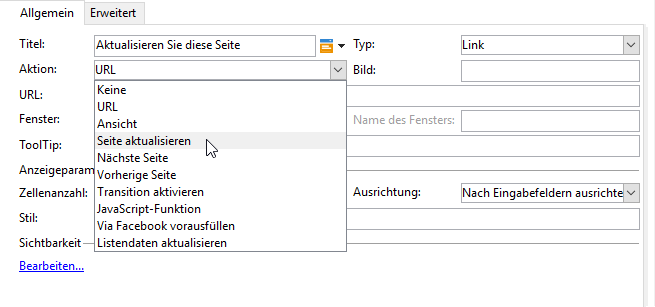 Allgemein Erweitert
Titel: Aktualisieren Sie diese Seite Typ: Link
Aktion: URL Bild:
Keine
URL: URL
Ansicht
Fenster: Name des Fensters:
Seite aktualisieren
ToolTip:
Nächste Seite
Anzeigeparam
Vorherige Seite
Zellenanzahl: Transition aktivieren Ausrichtung: Nach Eingabefeldern ausrichte
JavaScript-Funktion
Stil:
Via Facebook vorausfüllen
Sichtbarkeit Listendaten aktualisieren
Bearbeiten...